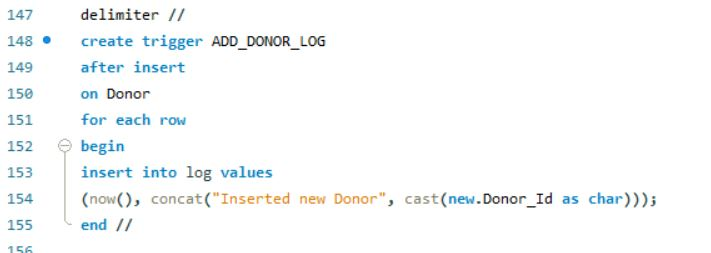 147 delimiter //
148 create trigger ADD_DONOR_LOG
149 after insert
150 on Donor
151 for each row
152 begin
153 insert into log values
154 (now(), concat("Inserted new Donor", cast(new.Donor_Id as char)));
155 end //
156